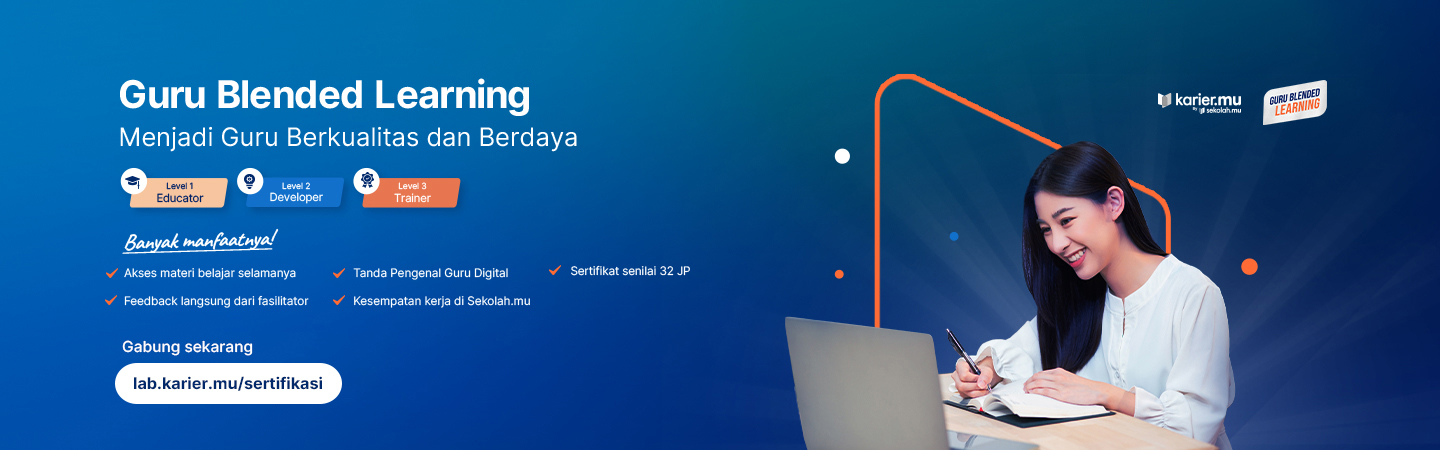 Guru Blended Learning
Menjadi Guru Berkualitas dan Berdaya
Level 1
Educator
Level 2
Developer
Level 3
Trainer
Banyak manfaatnya!
Akses materi belajar selamanya
Tanda Pengenal Guru Digital
Sertifikat senilai 32 JP
Feedback langsung dari fasilitator
Kesempatan kerja di Sekolah.mu
Gabung sekarang
lab.karier.mu/sertifikasi
karier.mu
by sekolah.mu
GURU BLENDED
LEARNING